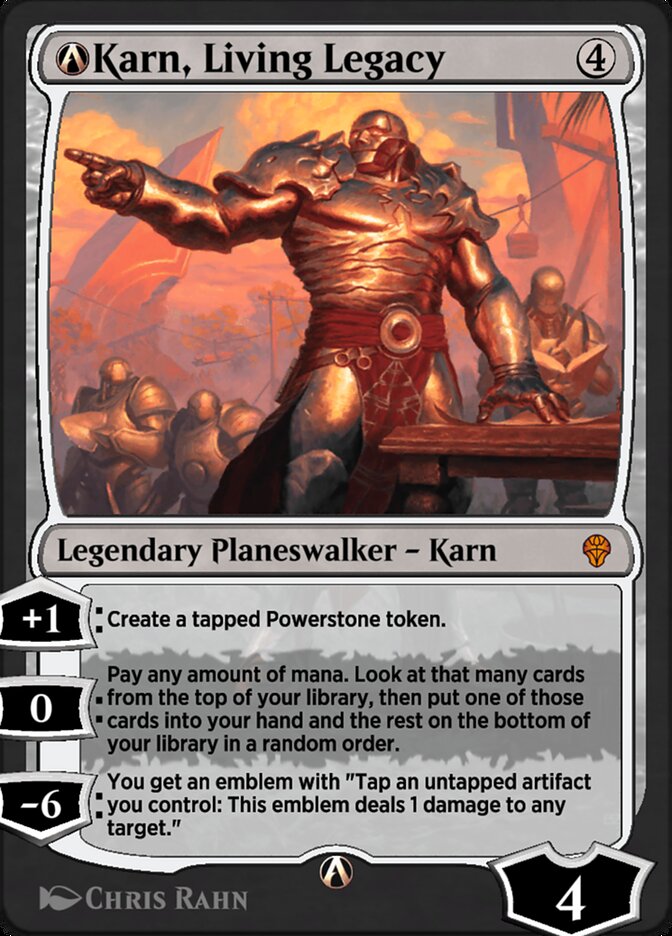 Karn, Living Legacy 4
Legendary Planeswalker – Karn
+1: Create a tapped Powerstone token.
Pay any amount of mana. Look at that many cards
0: from the top of your library, then put one of those
cards into your hand and the rest on the bottom of
your library in a random order.
You get an emblem with "Tap an untapped artifact
−6: you control: This emblem deals 1 damage to any
target."
Chris Rahn
4